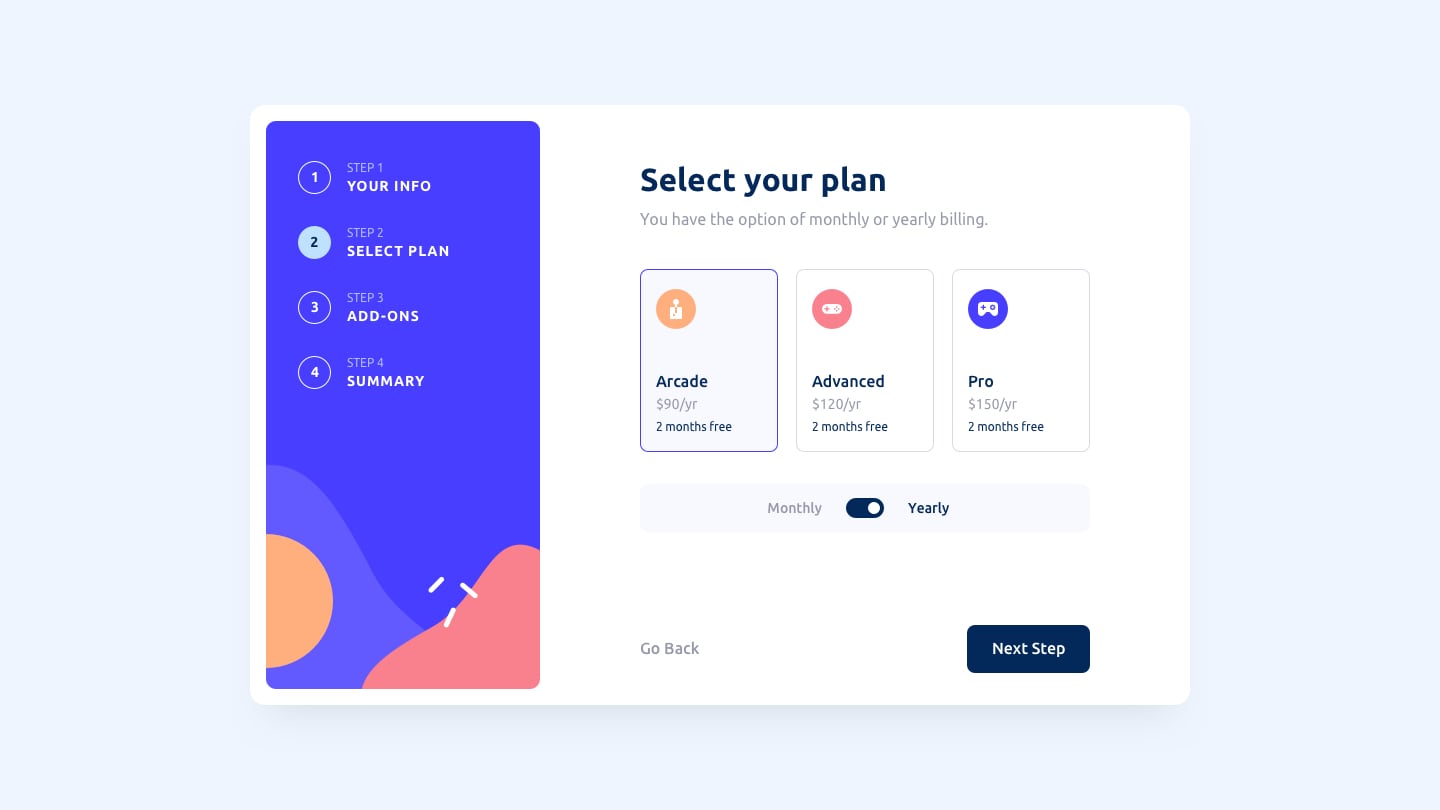 1
STEP 1
YOUR INFO
2
STEP 2
SELECT PLAN
3
STEP 3
ADD-ONS
4
STEP 4
SUMMARY
Select your plan
You have the option of monthly or yearly billing.
Arcade
$90/yr
2 months free
Advanced
$120/yr
2 months free
Pro
$150/yr
2 months free
Monthly
Yearly
Go Back
Next Step